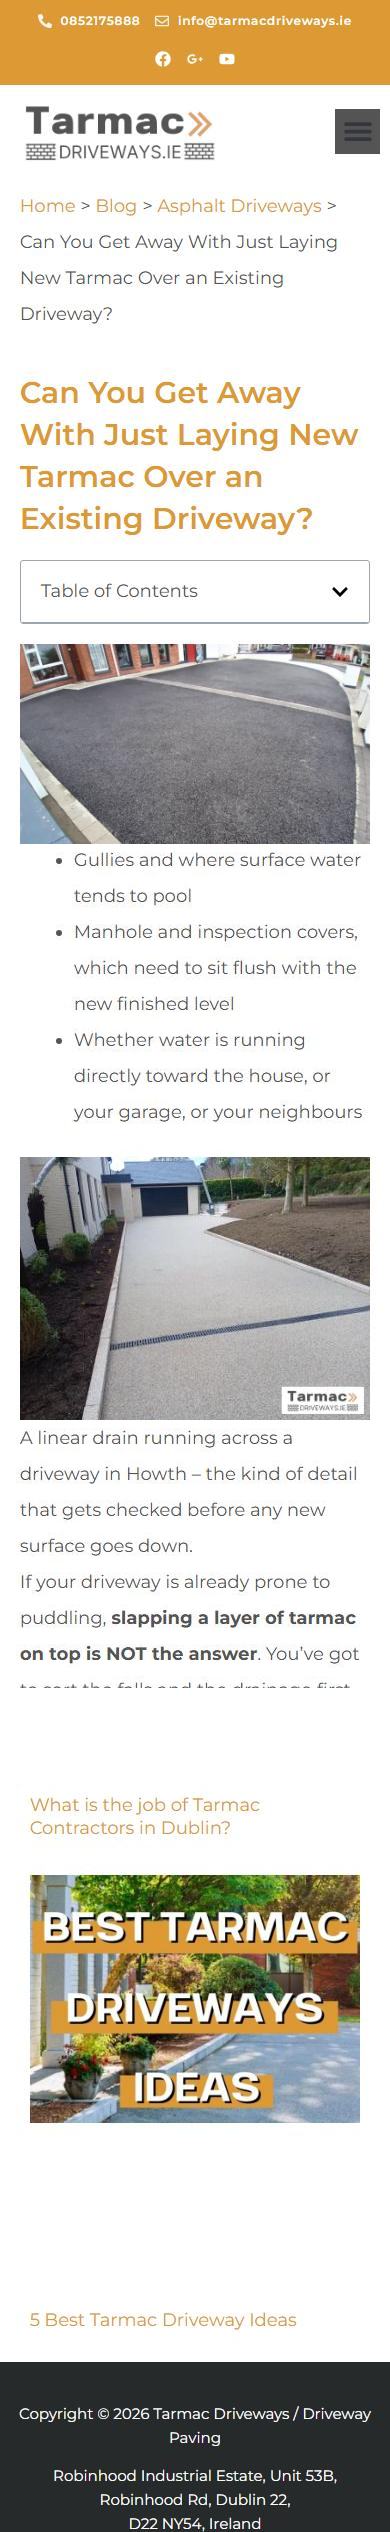 0852175888 info@tarmacdriveways.ie
Tarmac
DRIVEWAYS.IE
Home > Blog > Asphalt Driveways >
Can You Get Away With Just Laying
New Tarmac Over an Existing
Driveway?
Can You Get Away
With Just Laying New
Tarmac Over an
Existing Driveway?
Table of Contents
• Gullies and where surface water
tends to pool
• Manhole and inspection covers,
which need to sit flush with the
new finished level
• Whether water is running
directly toward the house, or
your garage, or your neighbours
Tarmac
DRIVEWAYS.IE
A linear drain running across a
driveway in Howth – the kind of detail
that gets checked before any new
surface goes down.
If your driveway is already prone to
puddling, slapping a layer of tarmac
on top is NOT the answer. You’ve got
What is the job of Tarmac
Contractors in Dublin?
BEST TARMAC
DRIVEWAYS
IDEAS
5 Best Tarmac Driveway Ideas
Copyright © 2026 Tarmac Driveways / Driveway
Paving
Robinhood Industrial Estate, Unit 53B,
Robinhood Rd, Dublin 22,
D22 NY54, Ireland